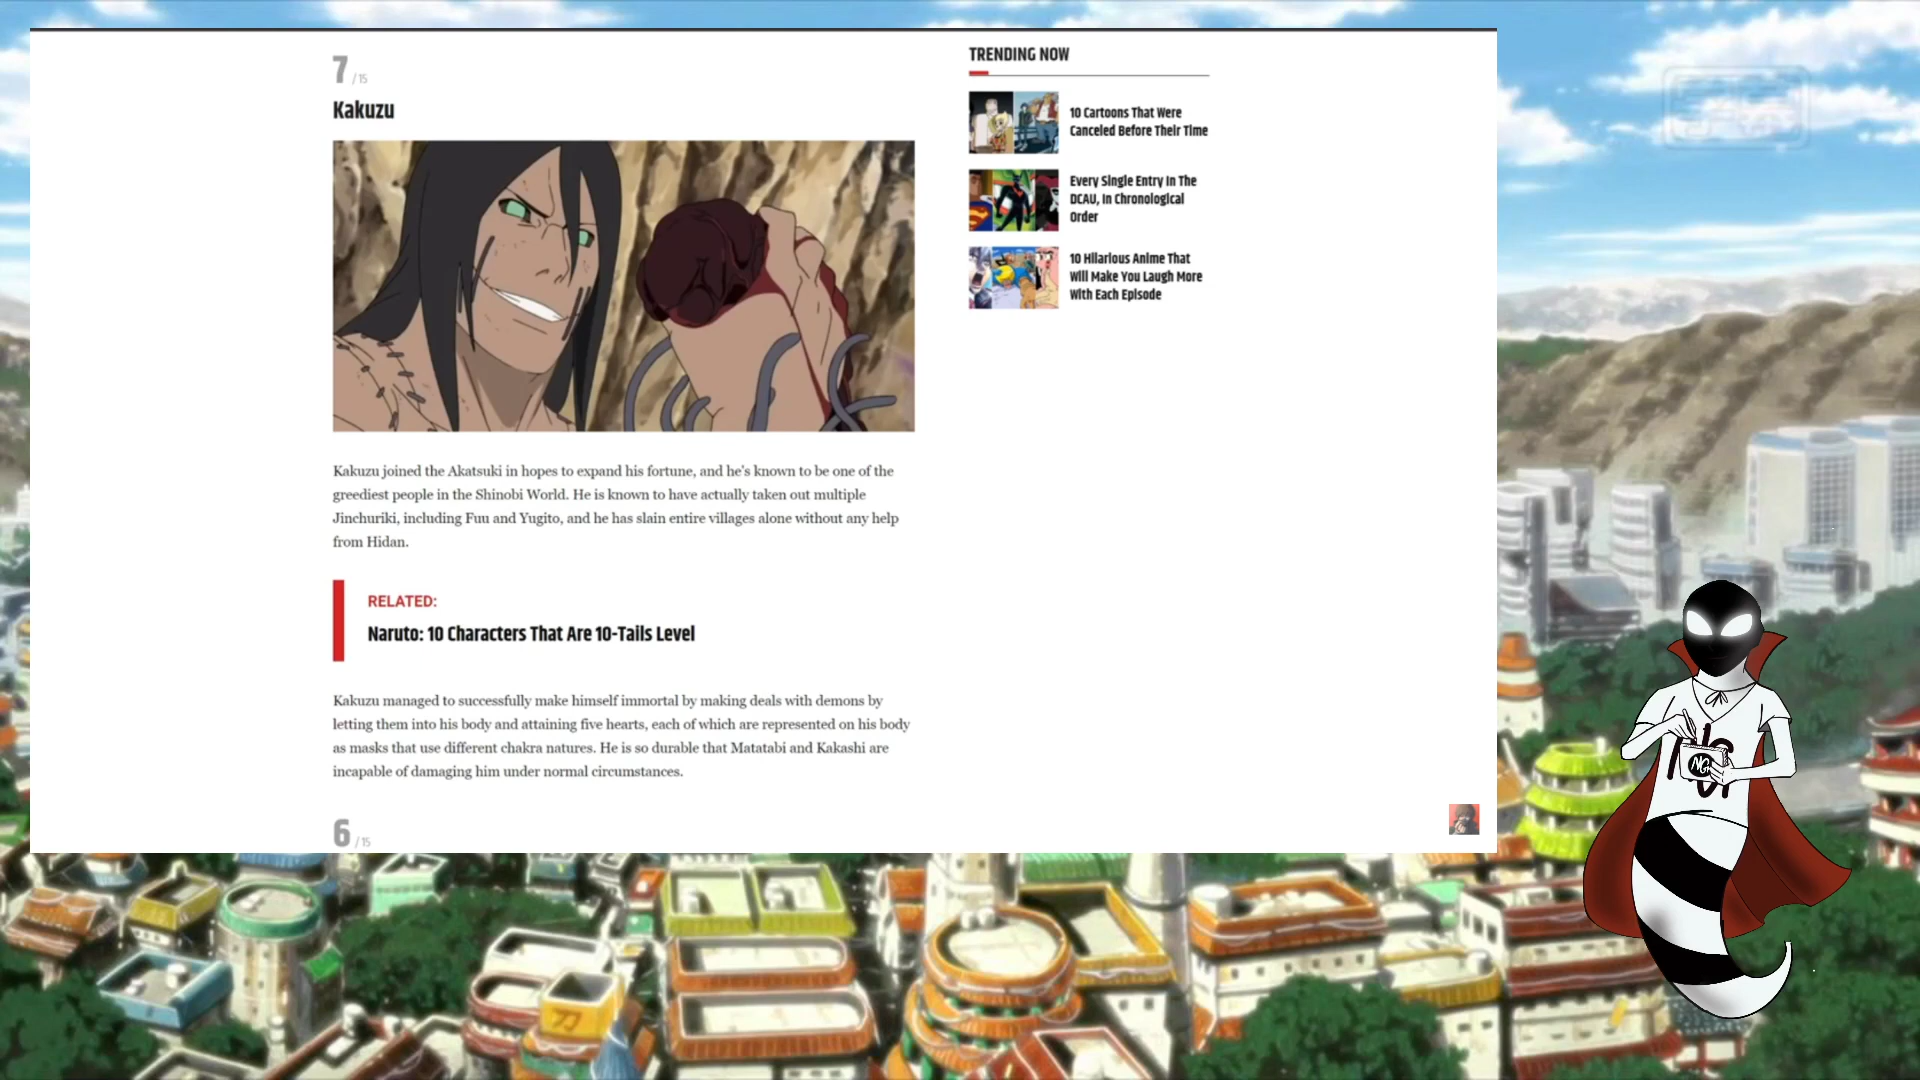 7 / 15
Kakuzu
Kakuzu joined the Akatsuki in hopes to expand his fortune, and he's known to be one of the
greediest people in the Shinobi World. He is known to have actually taken out multiple
Jinchuriki, including Fuu and Yugito, and he has slain entire villages alone without any help
from Hidan.
RELATED:
Naruto: 10 Characters That Are 10-Tails Level
Kakuzu managed to successfully make himself immortal by making deals with demons by
letting them into his body and attaining five hearts, each of which are represented on his body
as masks that use different chakra natures. He is so durable that Matatabi and Kakashi are
incapable of damaging him under normal circumstances.
6 / 15
TRENDING NOW
10 Cartoons That Were
Canceled Before Their Time
Every Single Entry In The
DCAU, In Chronological
Order
10 Hilarious Anime That
Will Make You Laugh More
With Each Episode
NG